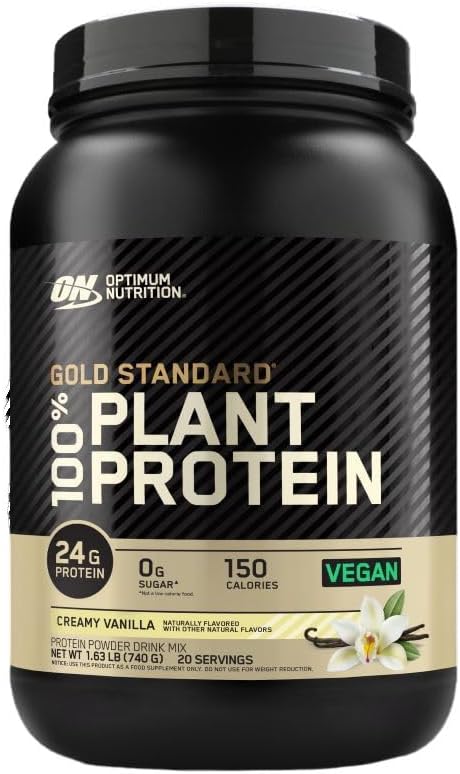 ON OPTIMUM
NUTRITION®
GOLD STANDARD®
100% PLANT
PROTEIN
24G
PROTEIN
0G
SUGAR*
*Not a low calorie food.
150
CALORIES
VEGAN
CREAMY VANILLA
NATURALLY FLAVORED
WITH OTHER NATURAL FLAVORS
PROTEIN POWDER DRINK MIX
NET WT 1.63 LB (740 G) 20 SERVINGS
NOTICE: USE THIS PRODUCT AS A FOOD SUPPLEMENT ONLY. DO NOT USE FOR WEIGHT REDUCTION.